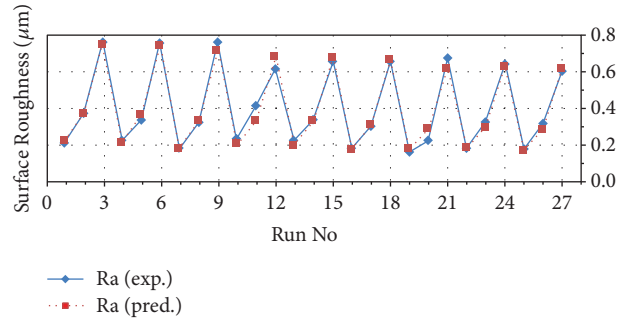 Surface Roughness (μm)
0.8
0.6
0.4
0.2
0.0
0 3 6 9 12 15 18 21 24 27
Run No
Ra (exp.)
Ra (pred.)